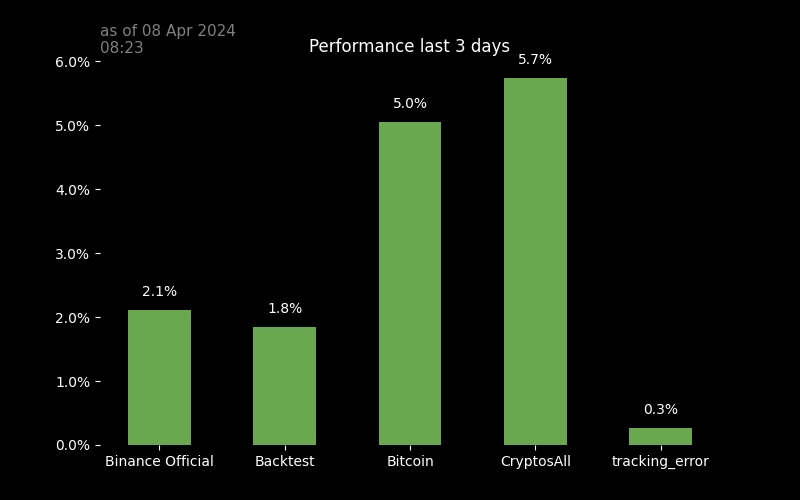 as of 08 Apr 2024
08:23
Performance last 3 days
6.0%
5.0%
4.0%
3.0%
2.0%
1.0%
0.0%
2.1%
1.8%
5.0%
5.7%
0.3%
Binance Official
Backtest
Bitcoin
CryptosAll
tracking_error